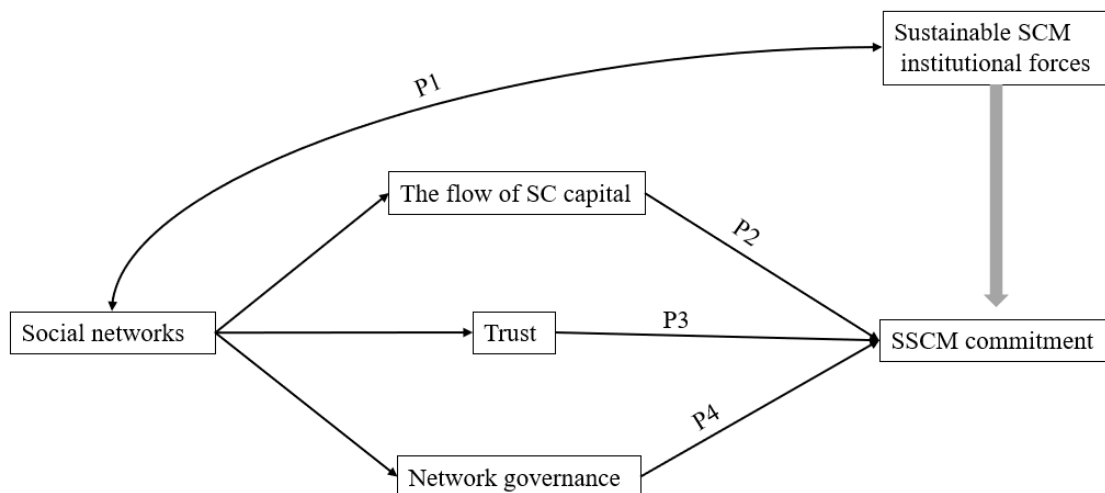 Sustainable SCM
institutional forces
P1
The flow of SC capital
P2
Social networks
Trust
P3
SSCM commitment
P4
Network governance